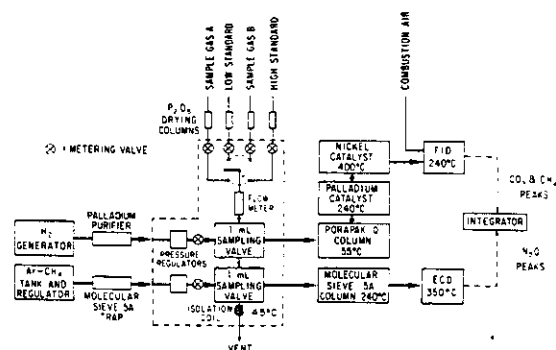 SAMPLE GAS A
LOW STANDARD
SAMPLE GAS B
HIGH STANDARD
COMBUSTION AIR
P2O5
DRYING
COLUMNS
⊗ = METERING VALVE
NICKEL
CATALYST
400°C
FID
240°C
FLOW
METER
PALLADIUM
CATALYST
240°C
CO2 & CH4
PEAKS
H2
GENERATOR
PALLADIUM
PURIFIER
PRESSURE
REGULATORS
1 mL
SAMPLING
VALVE
PORAPAK Q
COLUMN
55°C
INTEGRATOR
N2O
PEAKS
Ar-CH4
TANK AND
REGULATOR
MOLECULAR
SIEVE 5A
TRAP
1 mL
SAMPLING
VALVE
MOLECULAR
SIEVE 5A
COLUMN 240°C
ECD
350°C
ISOLATION
COIL
45°C
VENT